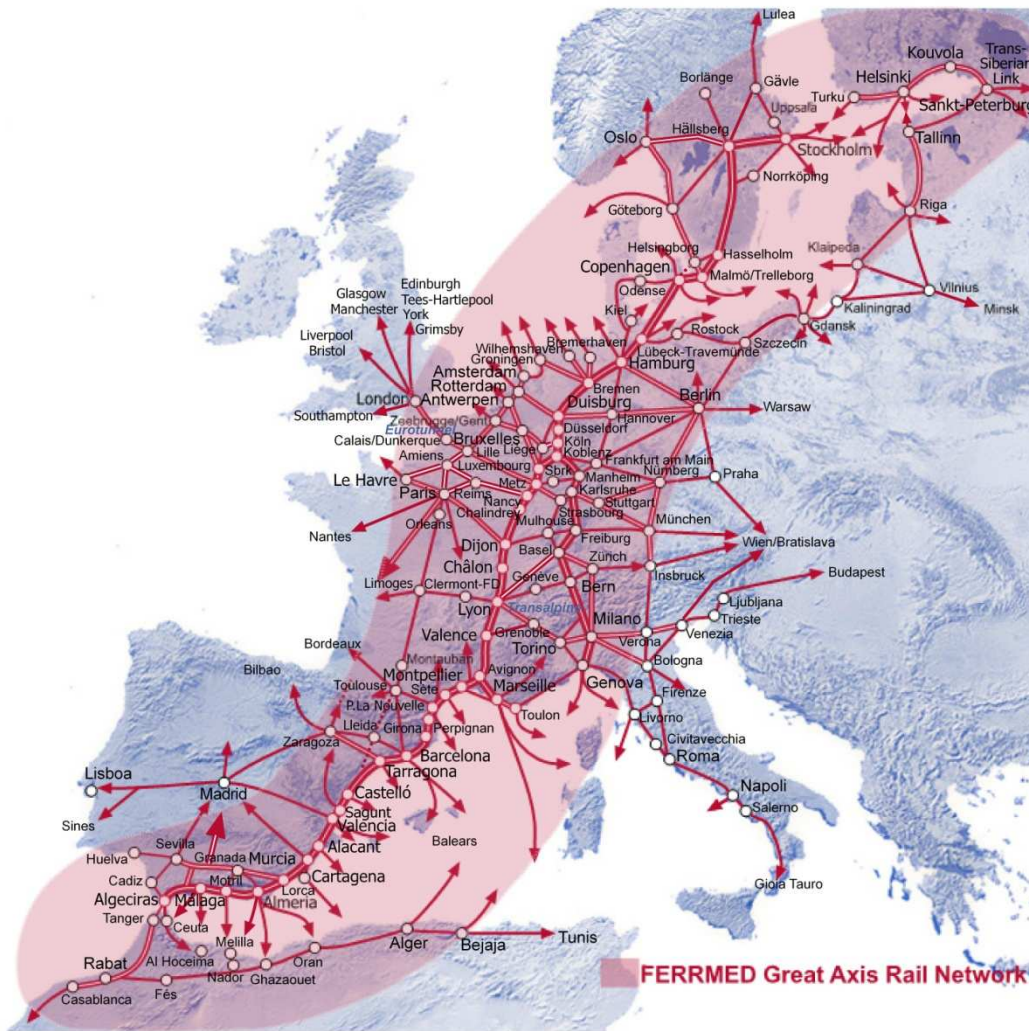 Lulea
Kouvola
Trans-
Siberian
Link
Borlänge
Gävle
Helsinki
Turku
Uppsala
Sankt-Peterburg
Oslo
Hällsberg
Stockholm
Tallinn
Norrköping
Göteborg
Riga
Helsingborg
Hasselholm
Klaipeda
Copenhagen
Malmö/Trelleborg
Odense
Vilnius
Edinburgh
Glasgow
Tees-Hartlepool
Manchester
York
Kaliningrad
Minsk
Kiel
Gdansk
Grimsby
Liverpool
Bristol
Bremerhaven
Rostock
Wilhemshaven
Lübeck-Travemünde
Szczecin
Groningen
Hamburg
Amsterdam
Rotterdam
Bremen
Berlin
London
Antwerpen
Duisburg
Warsaw
Southampton
Hannover
Zeebrugge/Gent
Eurotunnel
Düsseldorf
Calais/Dunkerque
Bruxelles
Köln
Lille
Liège
Koblenz
Amiens
Frankfurt am Main
Luxembourg
Sbrk
Nürnberg
Le Havre
Metz
Manheim
Praha
Paris
Reims
Karlsruhe
Nancy
Stuttgart
Chalindrey
Strasbourg
Orleans
Mulhouse
München
Nantes
Freiburg
Wien/Bratislava
Dijon
Basel
Zürich
Châlon
Insbruck
Genève
Limoges
Clermont-FD
Bern
Budapest
Lyon
Transalpine
Ljubljana
Milano
Trieste
Valence
Grenoble
Venezia
Torino
Verona
Bordeaux
Montauban
Bologna
Bilbao
Montpellier
Avignon
Toulouse
Sète
Marseille
Genova
Firenze
P.La Nouvelle
Toulon
Lleida
Girona
Perpignan
Livorno
Zaragoza
Civitavecchia
Barcelona
Roma
Lisboa
Tarragona
Madrid
Castelló
Napoli
Sagunt
Salerno
València
Sines
Balears
Sevilla
Alacant
Huelva
Granada
Murcia
Cartagena
Gioia Tauro
Cadiz
Motril
Lorca
Algeciras
Málaga
Almeria
Tanger
Ceuta
Melilla
Alger
Bejaja
Tunis
Al Hoceima
Oran
Rabat
Nador
Ghazaouet
Casablanca
Fés
FERRMED Great Axis Rail Network